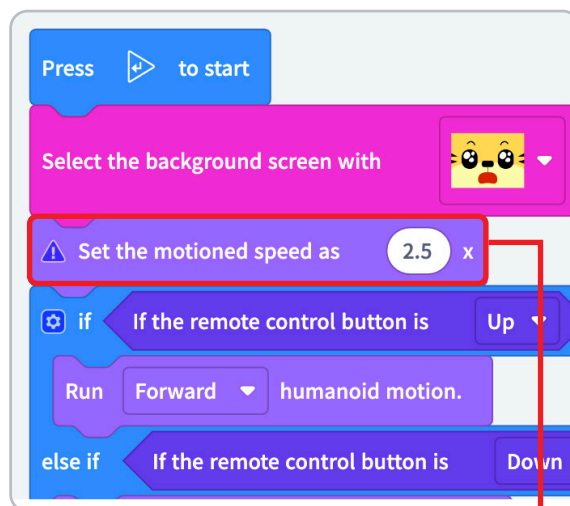 Press to start
Select the background screen with
Set the motioned speed as 2.5 x
if If the remote control button is Up
Run Forward humanoid motion.
else if If the remote control button is Down